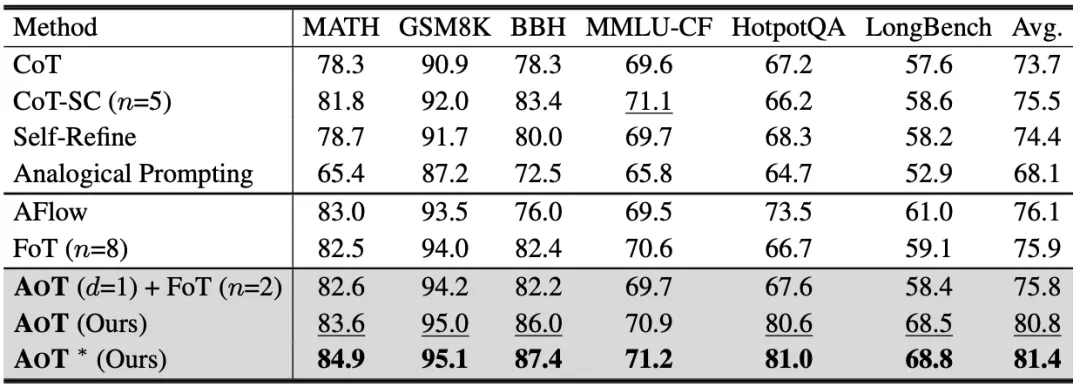 Method MATH GSM8K BBH MMLU-CF HotpotQA LongBench Avg.
CoT 78.3 90.9 78.3 69.6 67.2 57.6 73.7
CoT-SC (n=5) 81.8 92.0 83.4 71.1 66.2 58.6 75.5
Self-Refine 78.7 91.7 80.0 69.7 68.3 58.2 74.4
Analogical Prompting 65.4 87.2 72.5 65.8 64.7 52.9 68.1
AFlow 83.0 93.5 76.0 69.5 73.5 61.0 76.1
FoT (n=8) 82.5 94.0 82.4 70.6 66.7 59.1 75.9
AOT (d=1) + FoT (n=2) 82.6 94.2 82.2 69.7 67.6 58.4 75.8
AOT (Ours) 83.6 95.0 86.0 70.9 80.6 68.5 80.8
AOT * (Ours) 84.9 95.1 87.4 71.2 81.0 68.8 81.4